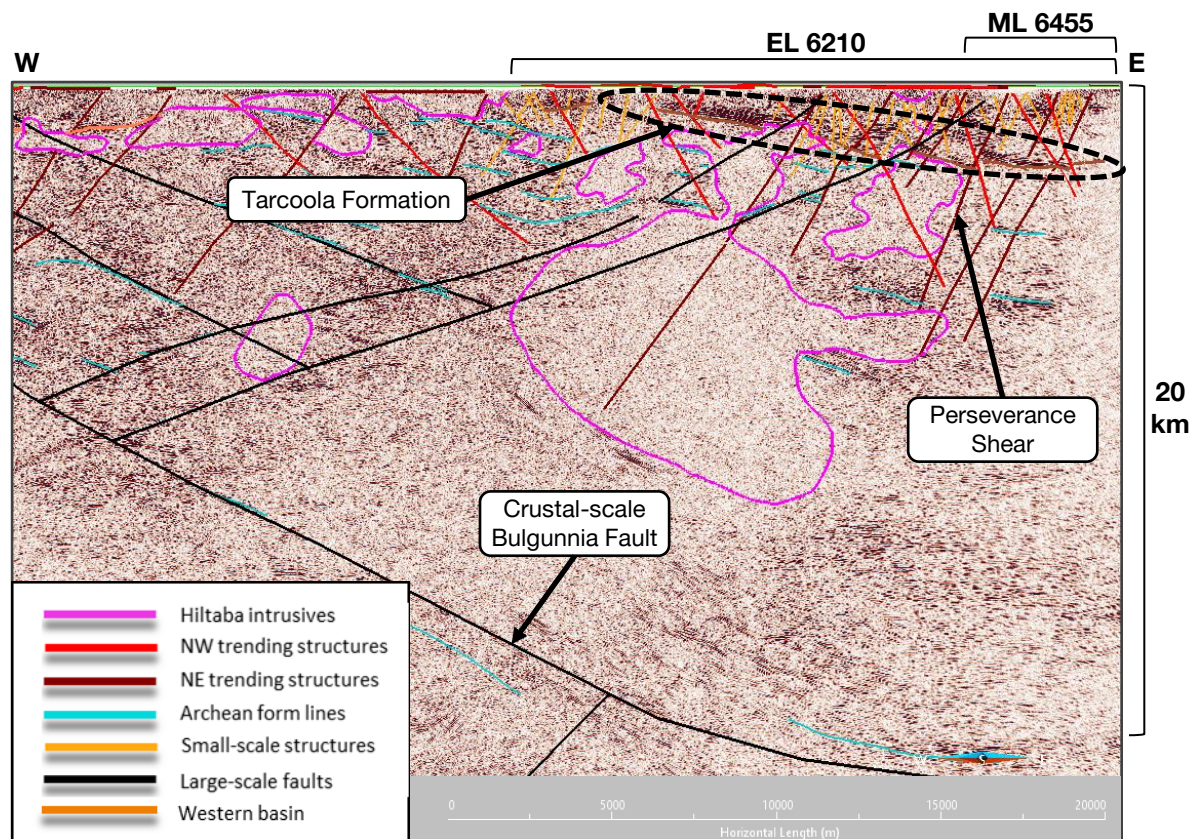 ML 6455
EL 6210
W
E
Tarcoola Formation
Perseverance
Shear
20
km
Crustal-scale
Bulgunnia Fault
Hiltaba intrusives
NW trending structures
NE trending structures
Archean form lines
Small-scale structures
Large-scale faults
Western basin
S
0
5000
10000
15000
20000
Horizontal Length (m)